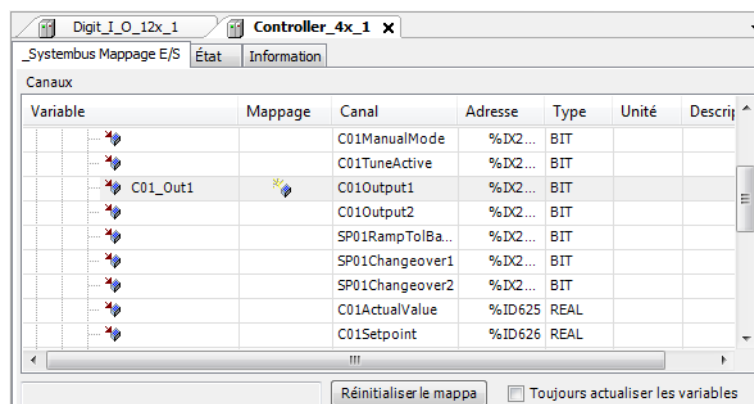 Digit_I_O_12x_1 Controller_4x_1 X
_Systembus Mappage E/S État Information
Canaux
Variable Mappage Canal Adresse Type Unité Descrip
C01ManualMode %IX2... BIT
C01TuneActive %IX2... BIT
C01_Out1 C01Output1 %IX2... BIT
C01Output2 %IX2... BIT
SP01RampTolBa... %IX2... BIT
SP01Changeover1 %IX2... BIT
SP01Changeover2 %IX2... BIT
C01ActualValue %ID625 REAL
C01Setpoint %ID626 REAL
Réinitialiser le mappa Toujours actualiser les variables